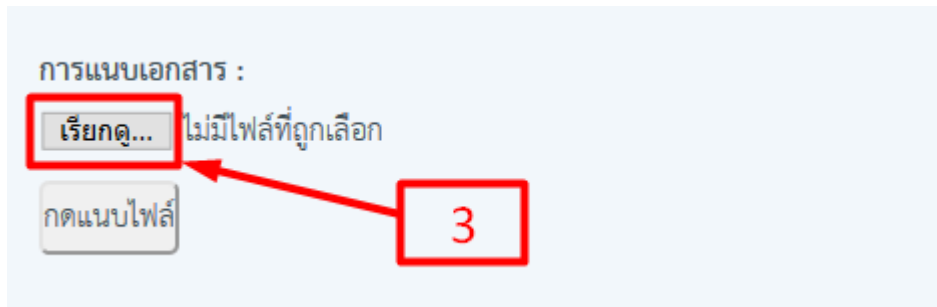 การแนบเอกสาร :
เรียกดู... ไม่มีไฟล์ที่ถูกเลือก
กดแนบไฟล์
3